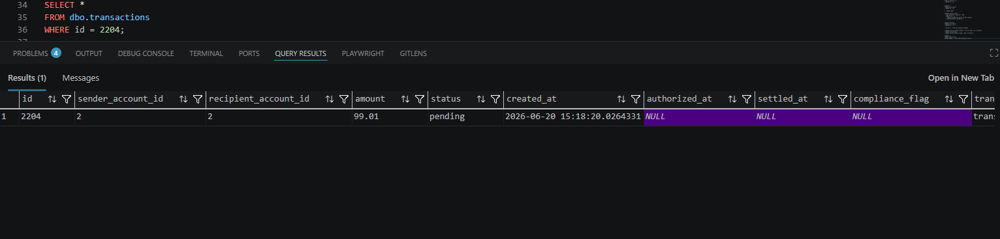 34 SELECT *
35 FROM dbo.transactions
36 WHERE id = 2204;
PROBLEMS 4 OUTPUT DEBUG CONSOLE TERMINAL PORTS QUERY RESULTS PLAYWRIGHT GITLENS
Results (1) Messages Open in New Tab
id sender_account_id recipient_account_id amount status created_at authorized_at settled_at compliance_flag tran
1 2204 2 2 99.01 pending 2026-06-20 15:18:20.0264331 NULL NULL NULL tran